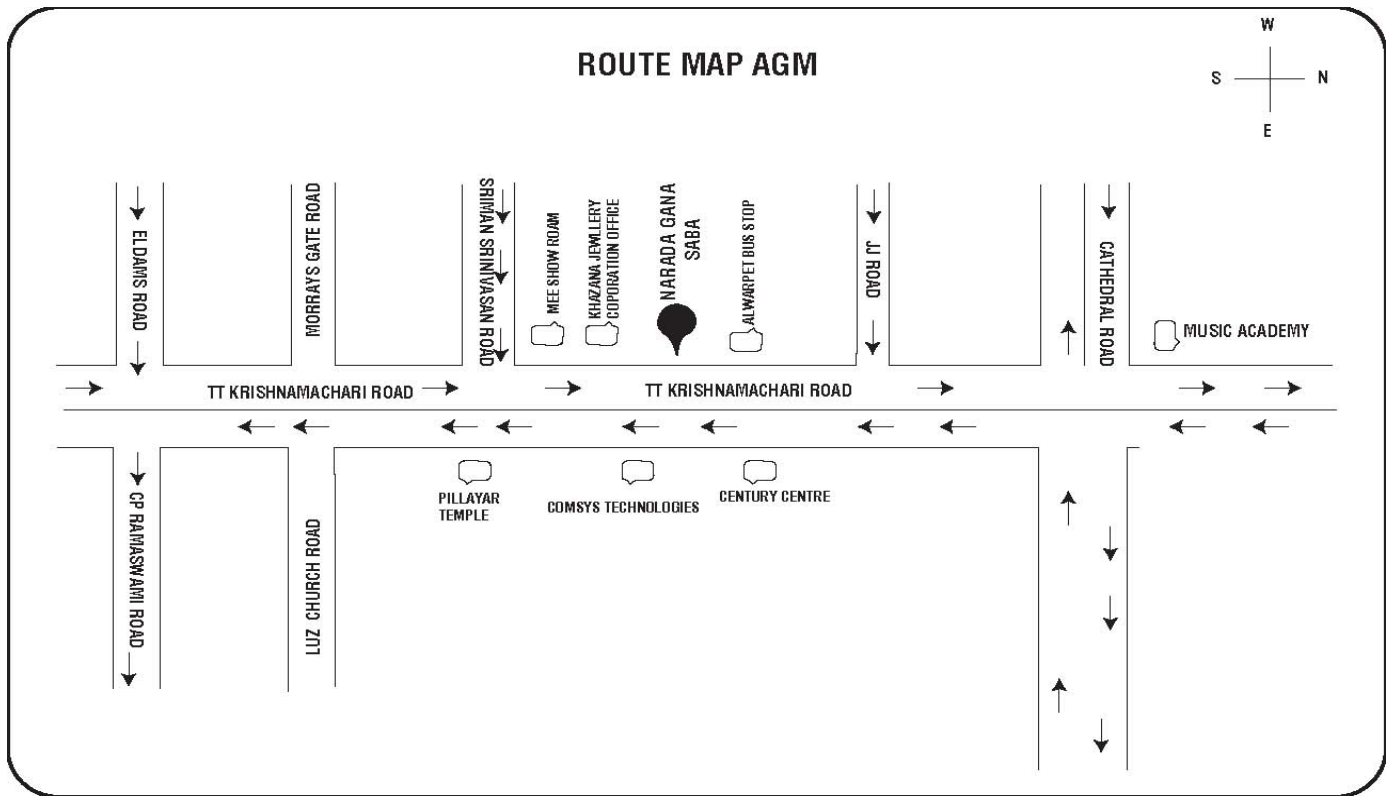 ROUTE MAP AGM
W
S
N
E
ELDAMS ROAD
MORRAYS GATE ROAD
SRIMAN SRINIVASAN ROAD
MEE SHOW ROAM
KHAZANA JEWLLERY
COPORATION OFFICE
NARADA GANA
SABA
ALWARPET BUS STOP
JJ ROAD
CATHEDRAL ROAD
MUSIC ACADEMY
TT KRISHNAMACHARI ROAD
TT KRISHNAMACHARI ROAD
CP RAMASWAMI ROAD
LUZ CHURCH ROAD
PILLAYAR
TEMPLE
COMSYS TECHNOLOGIES
CENTURY CENTRE